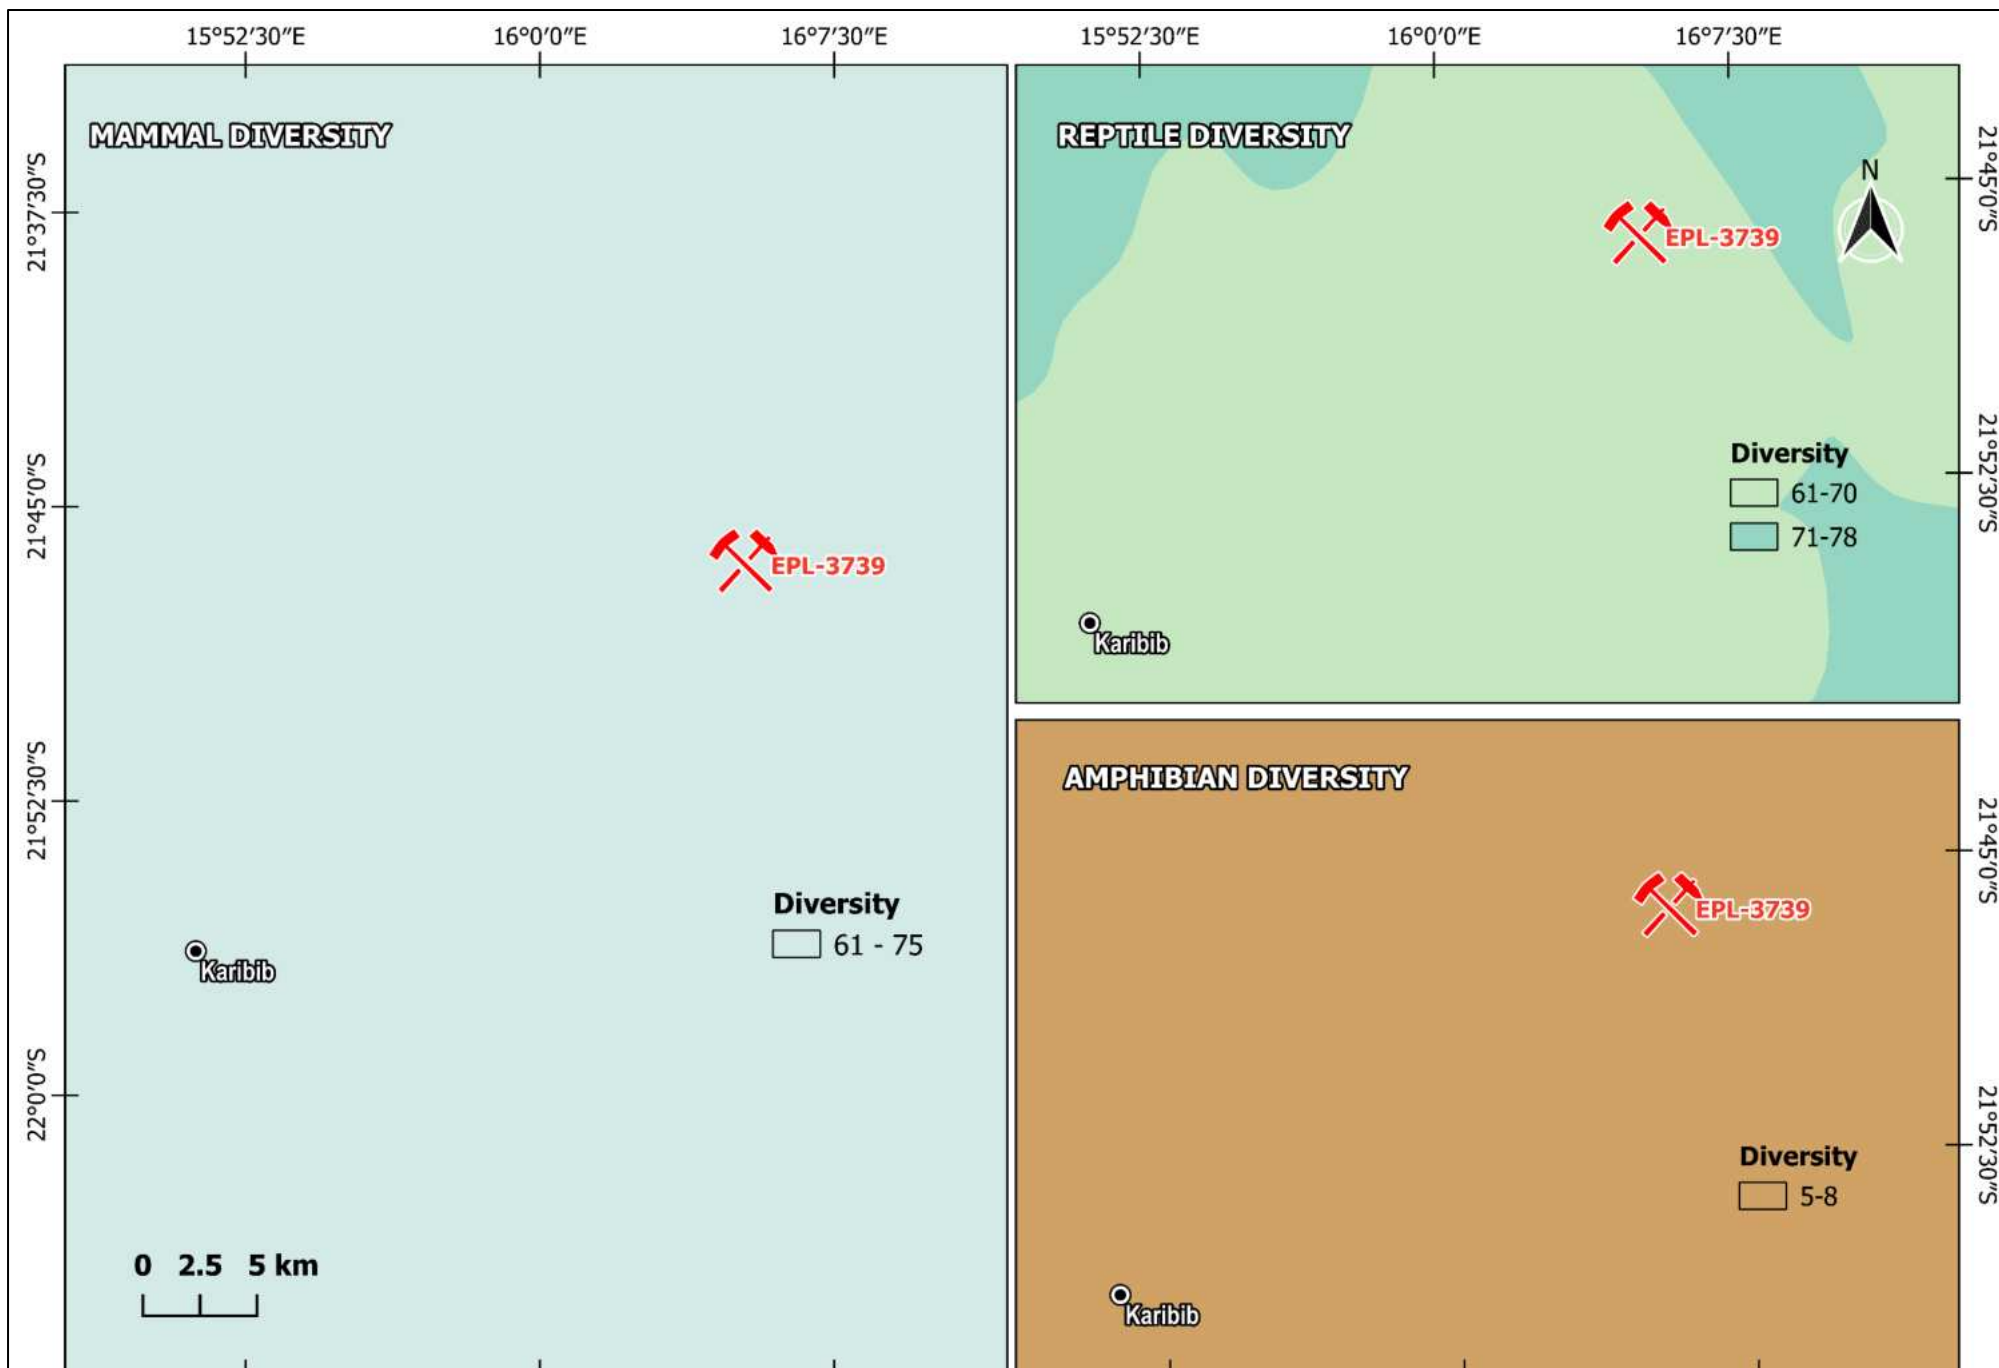 15°52′30″E
16°0′0″E
16°7′30″E
15°52′30″E
16°0′0″E
16°7′30″E
MAMMAL DIVERSITY
21°37′30″S
21°45′0″S
21°52′30″S
22°0′0″S
EPL-3739
Karibib
Diversity
61 - 75
0 2.5 5 km
REPTILE DIVERSITY
N
EPL-3739
21°45′0″S
21°52′30″S
Diversity
61-70
71-78
Karibib
AMPHIBIAN DIVERSITY
EPL-3739
21°45′0″S
21°52′30″S
Diversity
5-8
Karibib